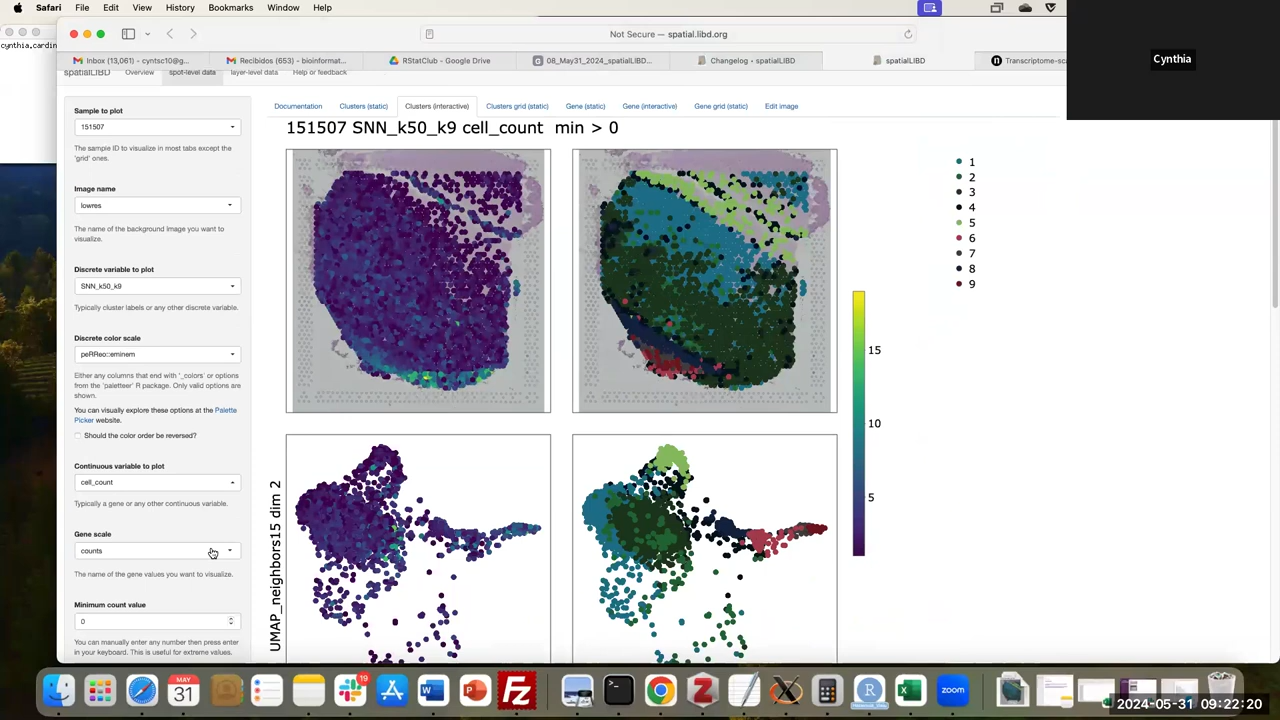 Safari File Edit View History Bookmarks Window Help
cynthia.cardin
Not Secure — spatial.libd.org
Inbox (13,061) - cyntsc10@g...
Recibidos (653) - bioinformat...
RStatClub - Google Drive
08_May31_2024_spatialLIBD...
Changelog • spatialLIBD
spatialLIBD
Transcriptome-sca
Cynthia
spatialLIBD Overview spot-level data layer-level data Help or feedback
Documentation Clusters (static) Clusters (interactive) Clusters grid (static) Gene (static) Gene (interactive) Gene grid (static) Edit image
Sample to plot
151507
The sample ID to visualize in most tabs except the
'grid' ones.
Image name
lowres
The name of the background image you want to
visualize.
Discrete variable to plot
SNN_k50_k9
Typically cluster labels or any other discrete variable.
Discrete color scale
peRReo::eminem
Either any columns that end with '_colors' or options
from the 'paletteer' R package. Only valid options are
shown.
You can visually explore these options at the Palette
Picker website.
Should the color order be reversed?
Continuous variable to plot
cell_count
Typically a gene or any other continuous variable.
Gene scale
counts
The name of the gene values you want to visualize.
Minimum count value
0
You can manually enter any number then press enter
in your keyboard. This is useful for extreme values.
151507 SNN_k50_k9 cell_count min > 0
1
2
3
4
5
6
7
8
9
15
10
5
UMAP_neighbors15 dim 2
MAY
31
19
zoom
2024-05-31 09:22:20